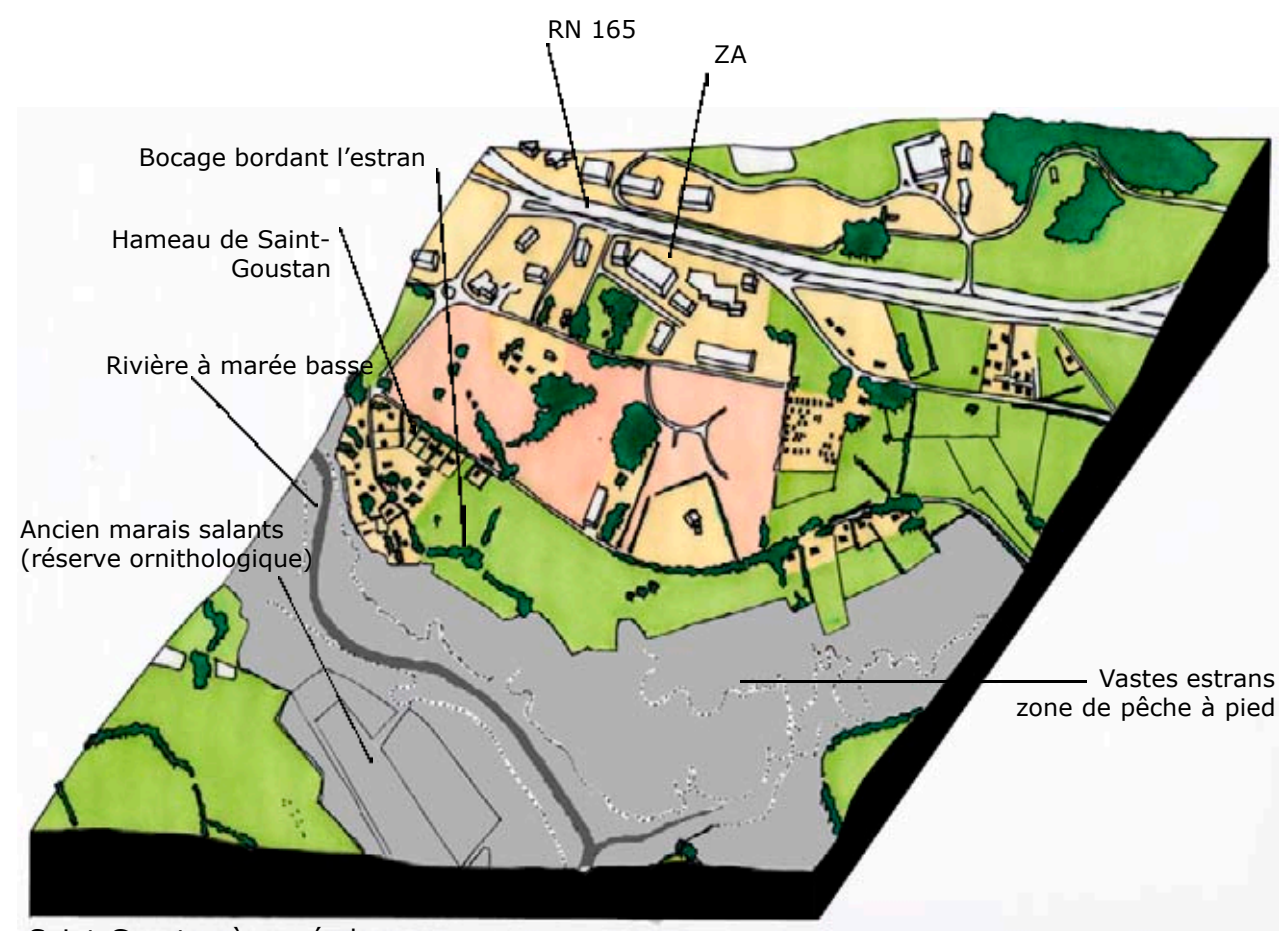 RN 165
ZA
Bocage bordant l'estran
Hameau de Saint-
Goustan
Rivière à marée basse
Ancien marais salants
(réserve ornithologique)
Vastes estrans
zone de pêche à pied